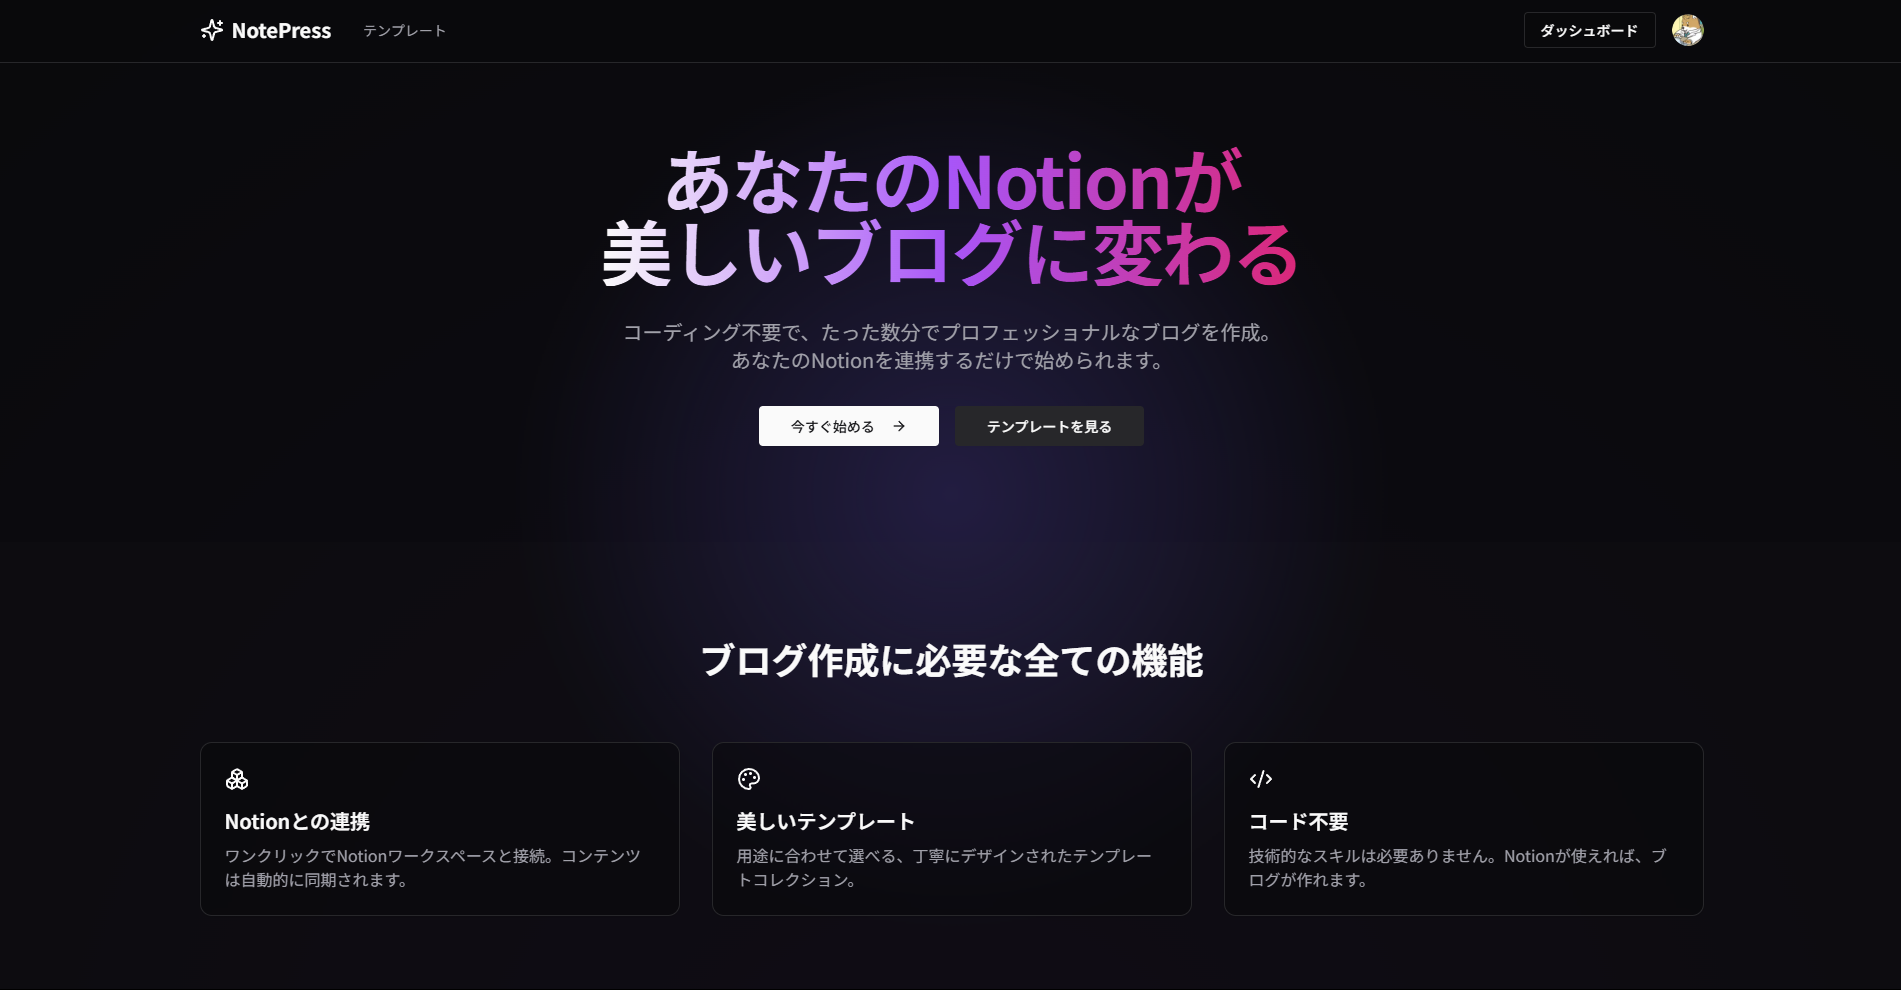 NotePress
テンプレート
ダッシュボード
あなたのNotionが
美しいブログに変わる
コーディング不要で、たった数分でプロフェッショナルなブログを作成。
あなたのNotionを連携するだけで始められます。
今すぐ始める
テンプレートを見る
ブログ作成に必要な全ての機能
Notionとの連携
ワンクリックでNotionワークスペースと接続。コンテンツ
は自動的に同期されます。
美しいテンプレート
用途に合わせて選べる、丁寧にデザインされたテンプレー
トコレクション。
コード不要
技術的なスキルは必要ありません。Notionが使えれば、ブ
ログが作れます。